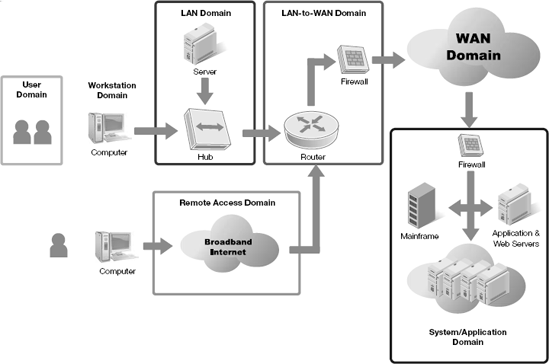 LAN Domain
LAN-to-WAN Domain
WAN
Domain
Server
Firewall
User
Domain
Workstation
Domain
Computer
Hub
Router
Firewall
Remote Access Domain
Broadband
Internet
Computer
Mainframe
Application &
Web Servers
System/Application
Domain